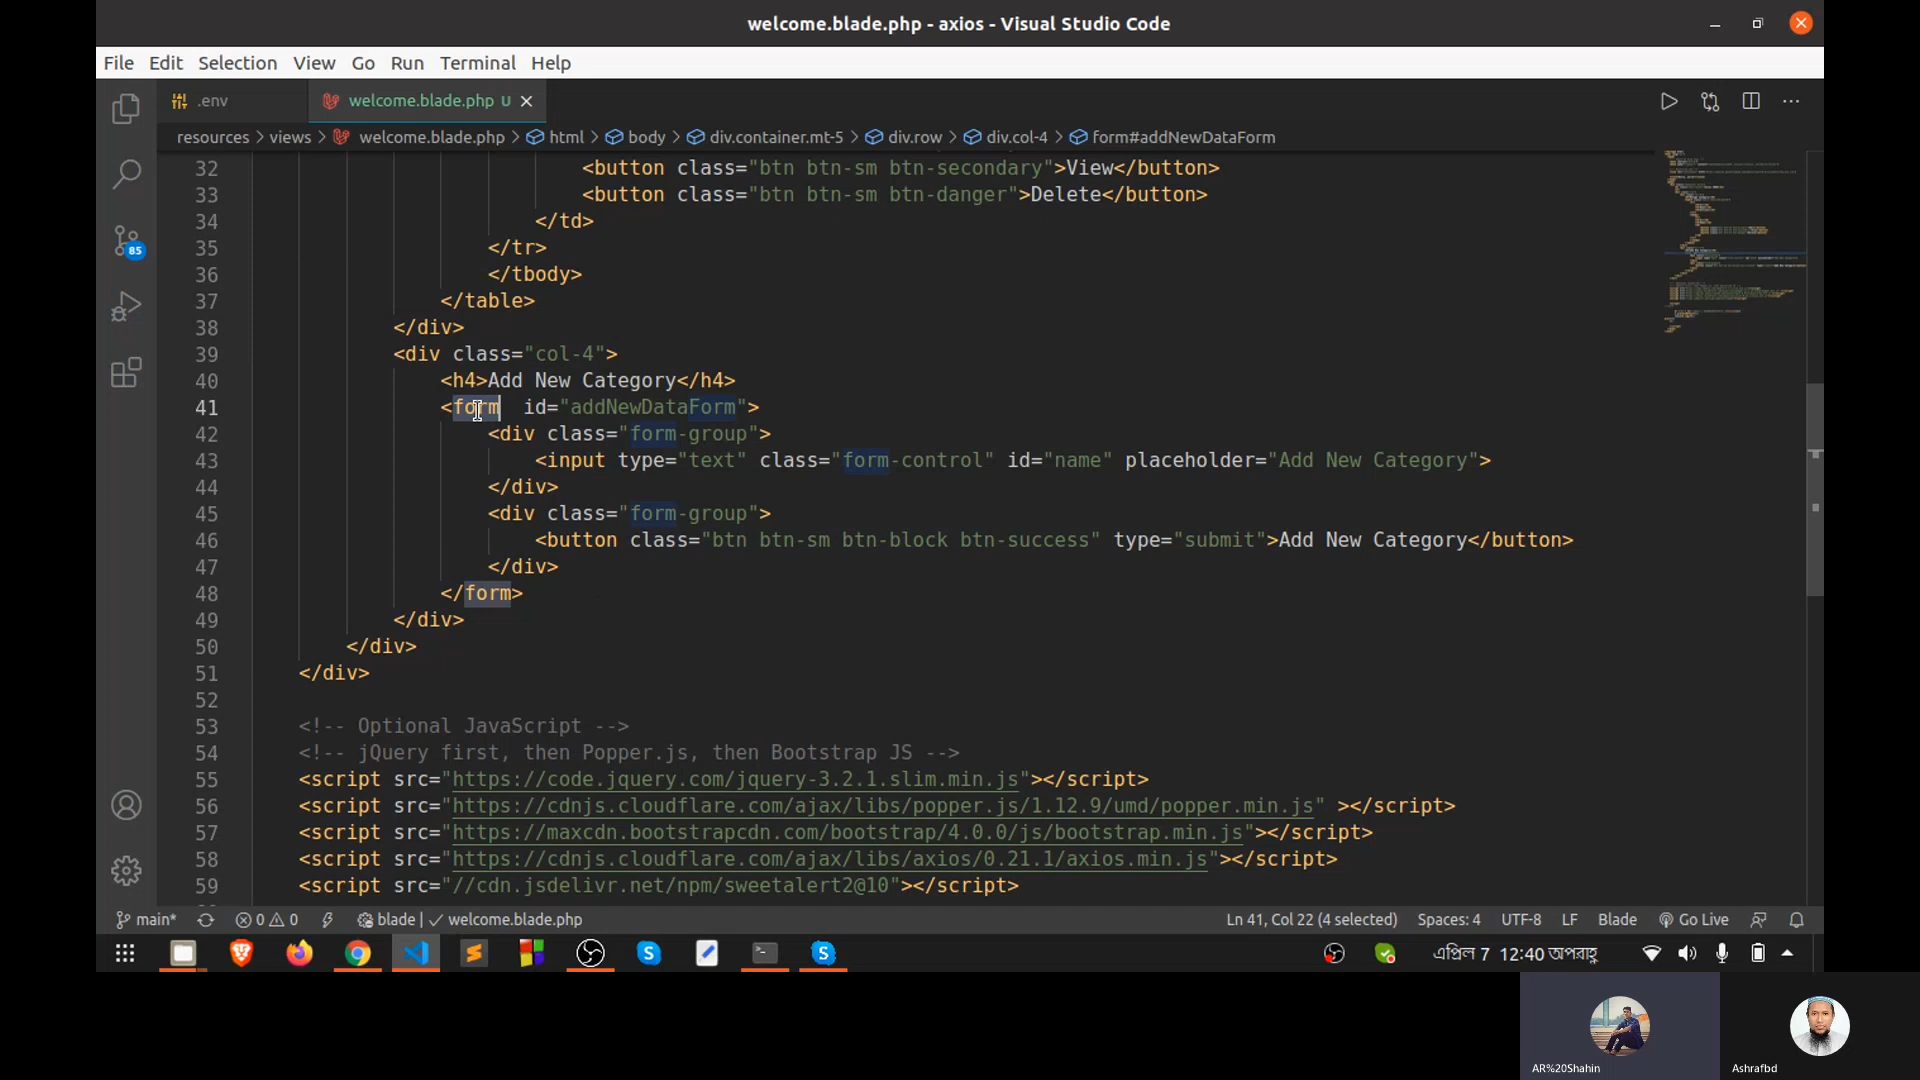 welcome.blade.php - axios - Visual Studio Code
File Edit Selection View Go Run Terminal Help
.env welcome.blade.php U
resources > views > welcome.blade.php > html > body > div.container.mt-5 > div.row > div.col-4 > form#addNewDataForm
32 <button class="btn btn-sm btn-secondary">View</button>
33 <button class="btn btn-sm btn-danger">Delete</button>
34 </td>
35 </tr>
36 </tbody>
37 </table>
38 </div>
39 <div class="col-4">
40 <h4>Add New Category</h4>
41 <form  id="addNewDataForm">
42 <div class="form-group">
43 <input type="text" class="form-control" id="name" placeholder="Add New Category">
44 </div>
45 <div class="form-group">
46 <button class="btn btn-sm btn-block btn-success" type="submit">Add New Category</button>
47 </div>
48 </form>
49 </div>
50 </div>
51 </div>
52
53 <!-- Optional JavaScript -->
54 <!-- jQuery first, then Popper.js, then Bootstrap JS -->
55 <script src="https://code.jquery.com/jquery-3.2.1.slim.min.js"></script>
56 <script src="https://cdnjs.cloudflare.com/ajax/libs/popper.js/1.12.9/umd/popper.min.js" ></script>
57 <script src="https://maxcdn.bootstrapcdn.com/bootstrap/4.0.0/js/bootstrap.min.js"></script>
58 <script src="https://cdnjs.cloudflare.com/ajax/libs/axios/0.21.1/axios.min.js"></script>
59 <script src="//cdn.jsdelivr.net/npm/sweetalert2@10"></script>
85
main* 0 0 blade | welcome.blade.php Ln 41, Col 22 (4 selected) Spaces: 4 UTF-8 LF Blade Go Live
এপ্রিল 7 12:40 অপরাহ্ণ
AR%20Shahin Ashrafbd